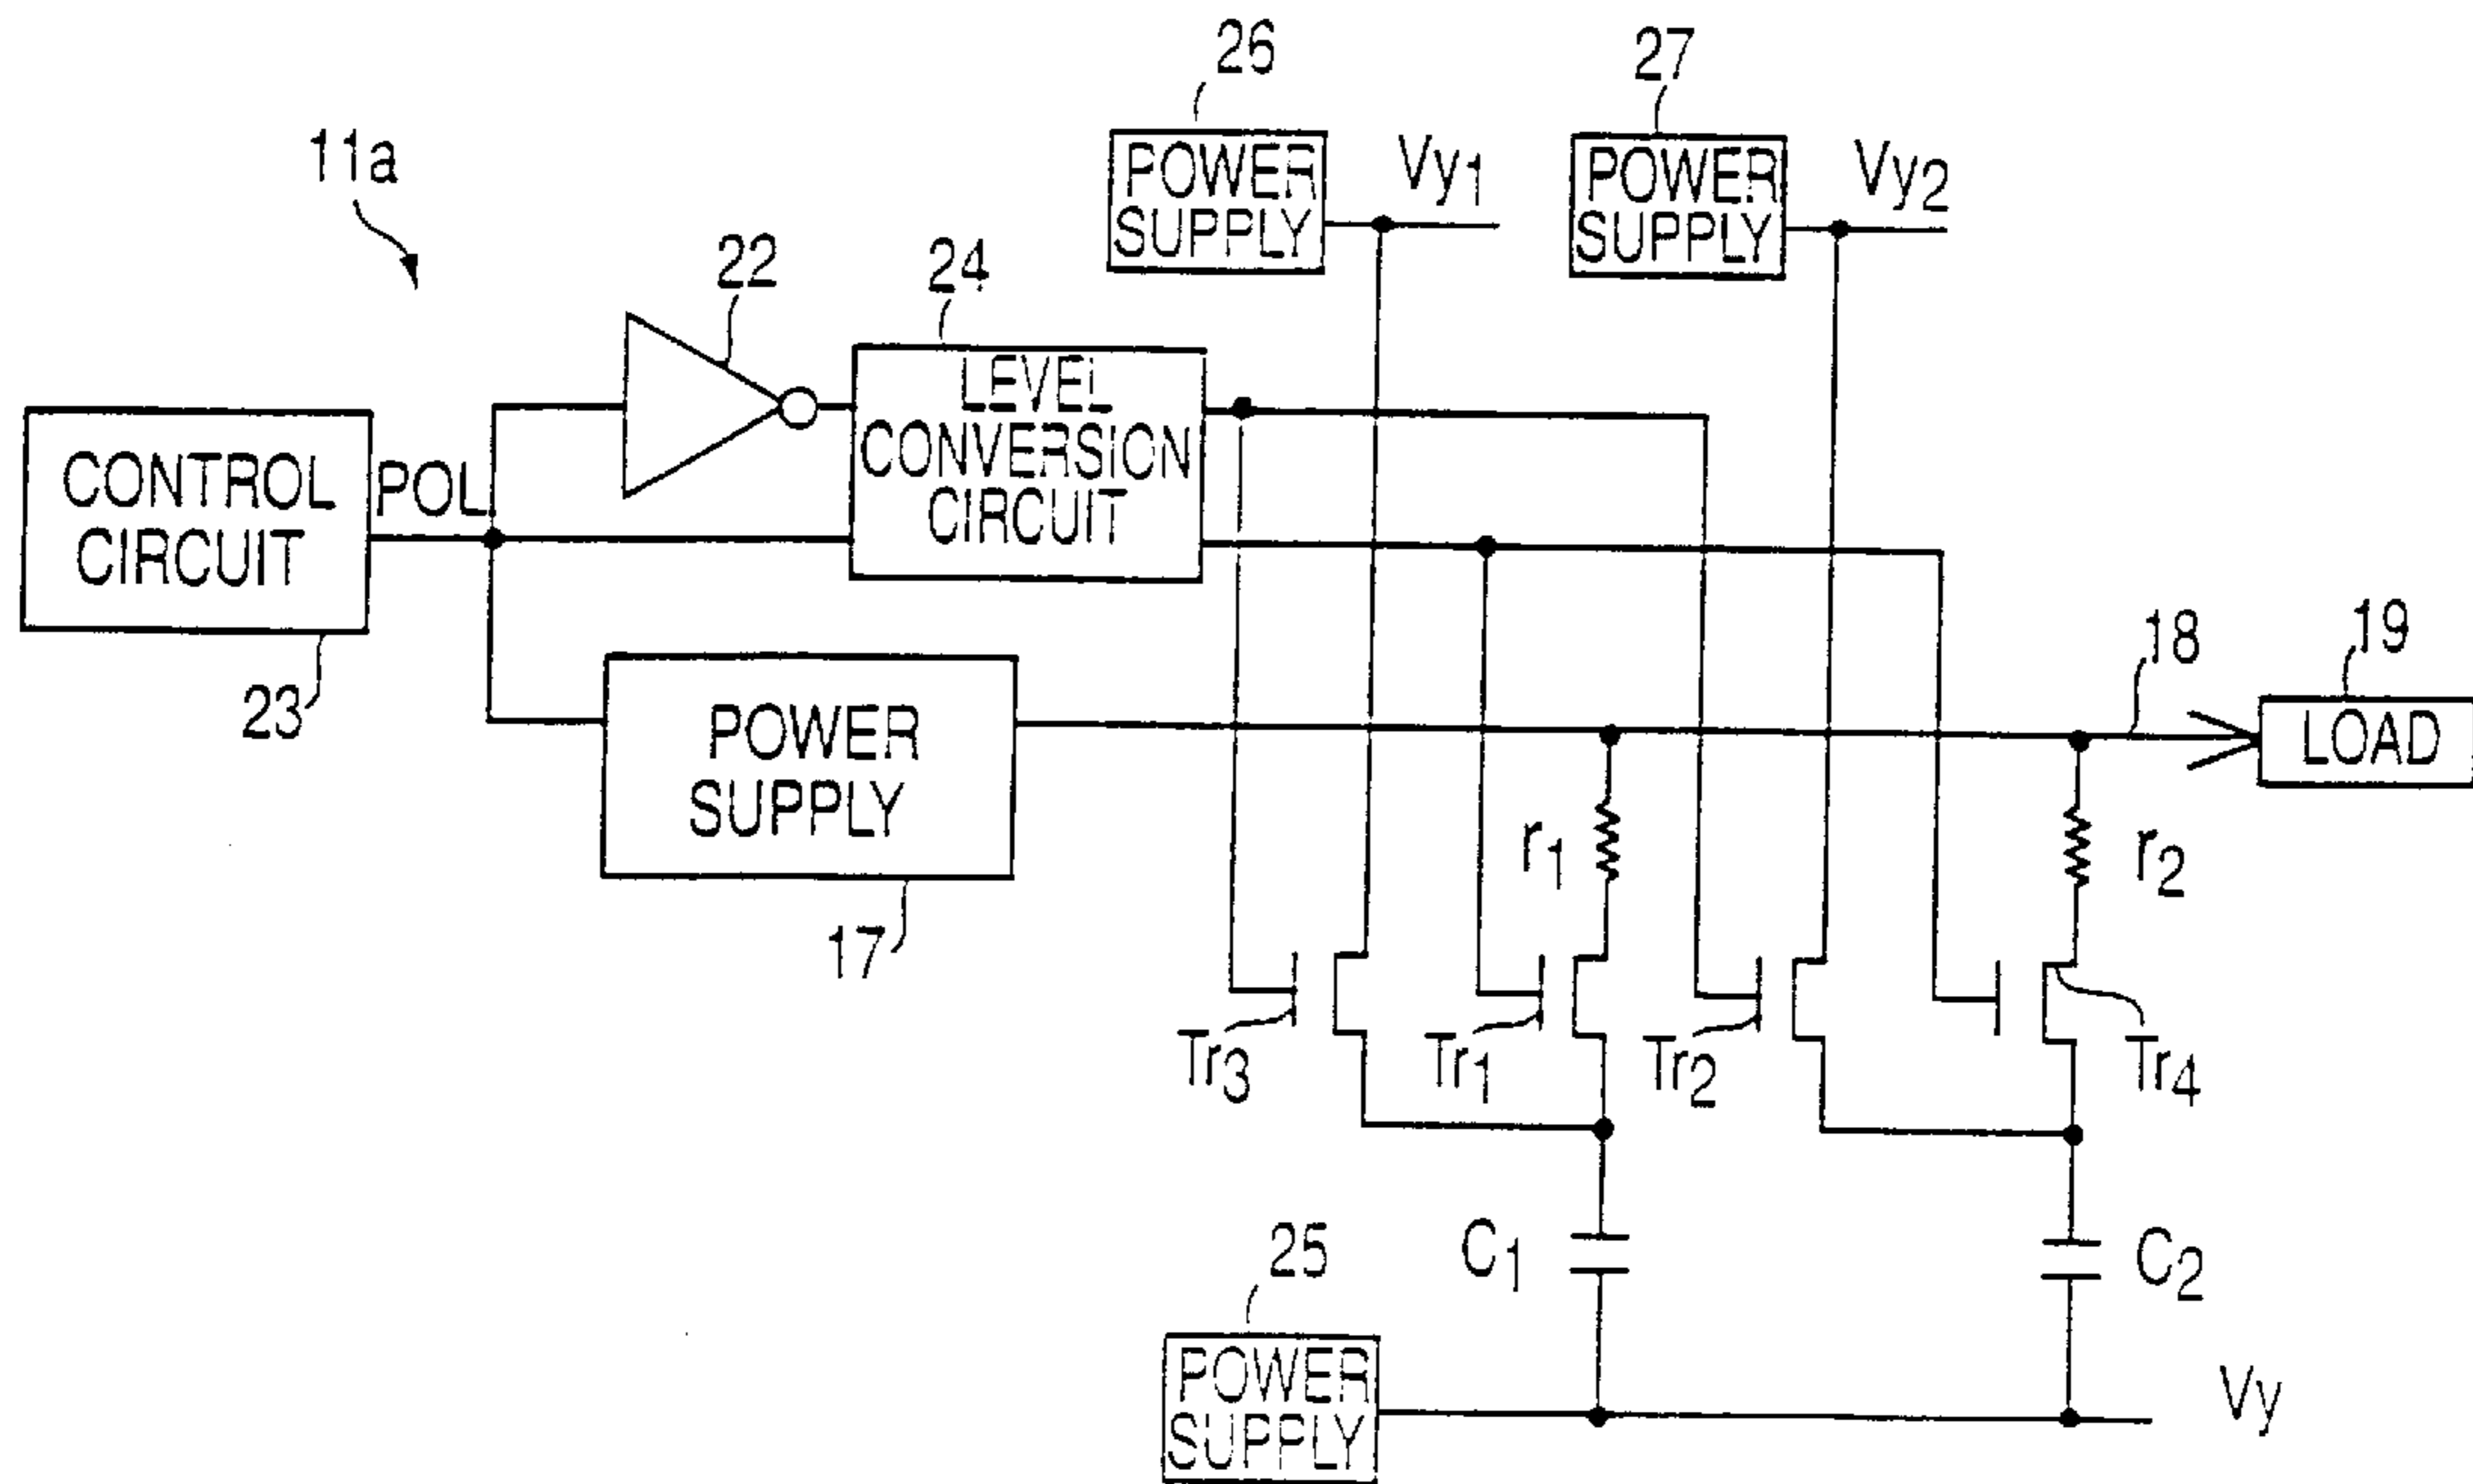 26
27
11a
POWER
SUPPLY
Vy1
POWER
SUPPLY
Vy2
22
24
LEVEL
CONVERSION
CIRCUIT
CONTROL
CIRCUIT
POL
23
POWER
SUPPLY
17
18
19
LOAD
r1
r2
Tr3
Tr1
Tr2
Tr4
C1
C2
25
POWER
SUPPLY
Vy